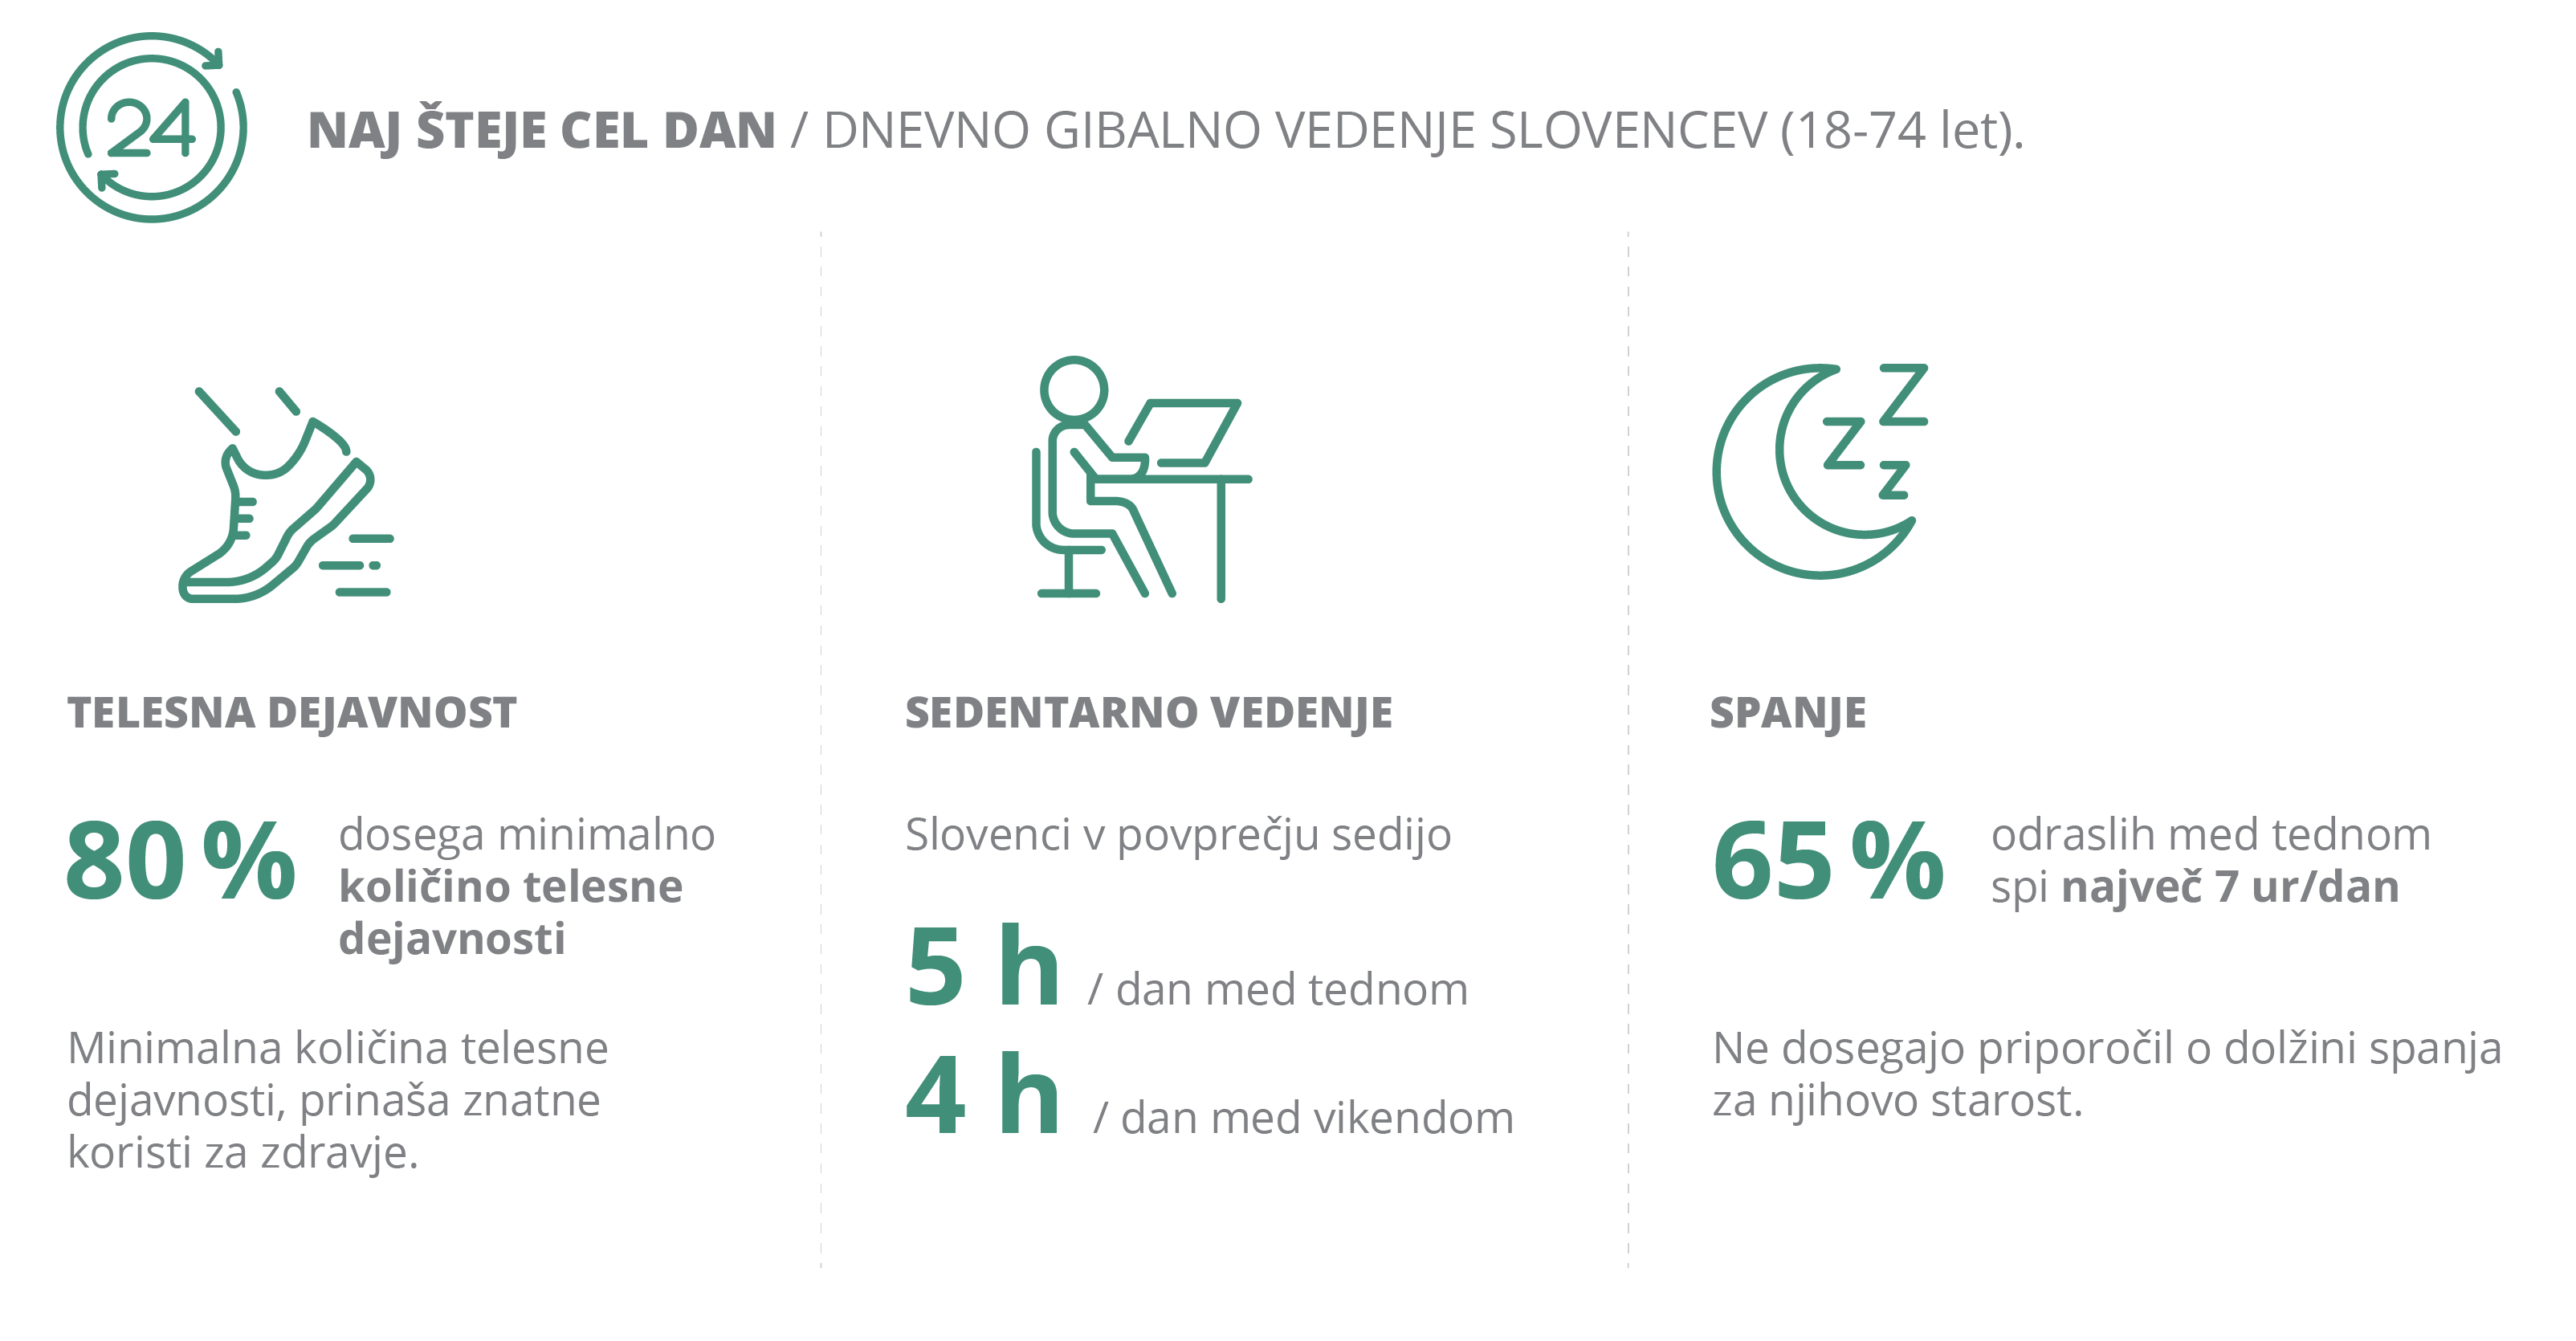 24
NAJ ŠTEJE CEL DAN / DNEVNO GIBALNO VEDENJE SLOVENCEV (18-74 let).
Z
Z
Z
TELESNA DEJAVNOST
80 % dosega minimalno
količino telesne
dejavnosti
Minimalna količina telesne
dejavnosti, prinaša znatne
koristi za zdravje.
SEDENTARNO VEDENJE
Slovenci v povprečju sedijo
5 h / dan med tednom
4 h / dan med vikendom
SPANJE
65 % odraslih med tednom
spi največ 7 ur/dan
Ne dosegajo priporočil o dolžini spanja
za njihovo starost.